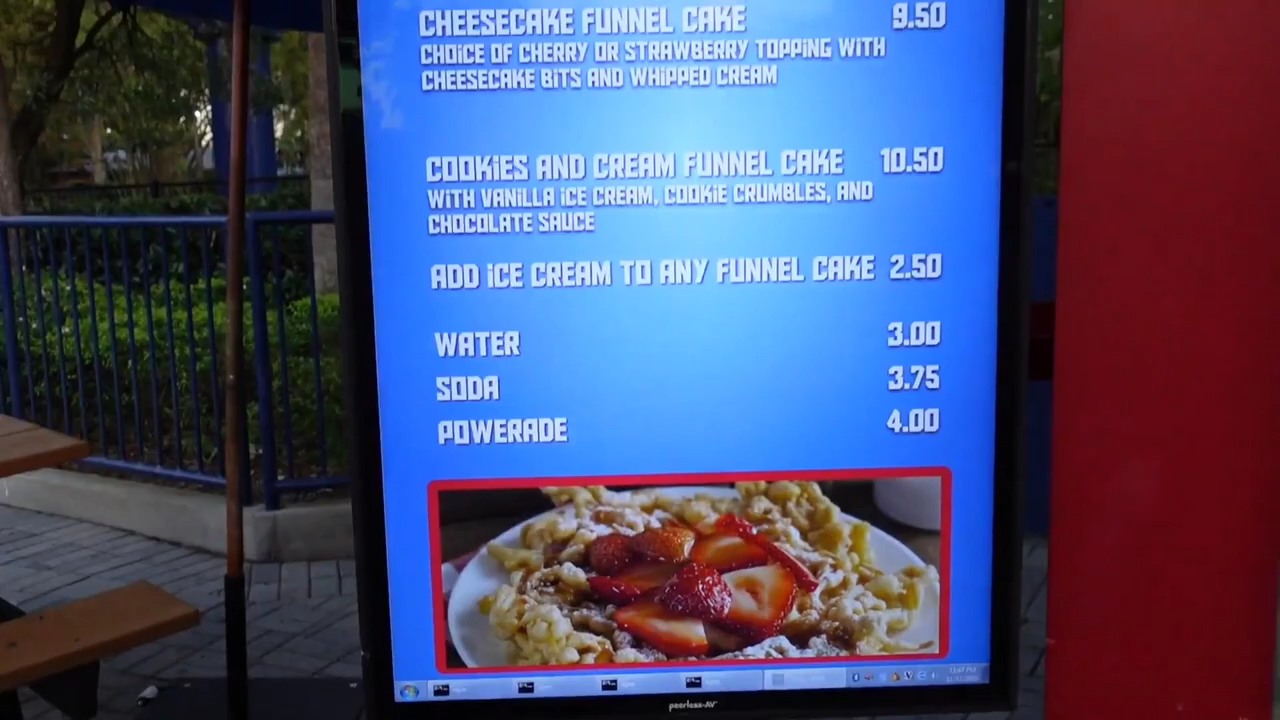 CHEESECAKE FUNNEL CAKE 9.50
CHOICE OF CHERRY OR STRAWBERRY TOPPING WITH
CHEESECAKE BITS AND WHIPPED CREAM
COOKIES AND CREAM FUNNEL CAKE 10.50
WITH VANILLA ICE CREAM, COOKIE CRUMBLES, AND
CHOCOLATE SAUCE
ADD ICE CREAM TO ANY FUNNEL CAKE 2.50
WATER 3.00
SODA 3.75
POWERADE 4.00
peerless-AV